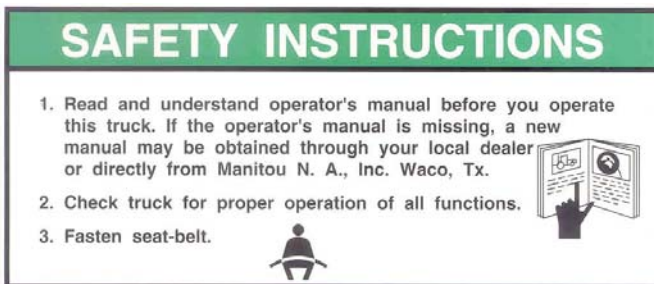 SAFETY INSTRUCTIONS
1. Read and understand operator's manual before you operate
this truck. If the operator's manual is missing, a new
manual may be obtained through your local dealer
or directly from Manitou N. A., Inc. Waco, Tx.
2. Check truck for proper operation of all functions.
3. Fasten seat-belt.